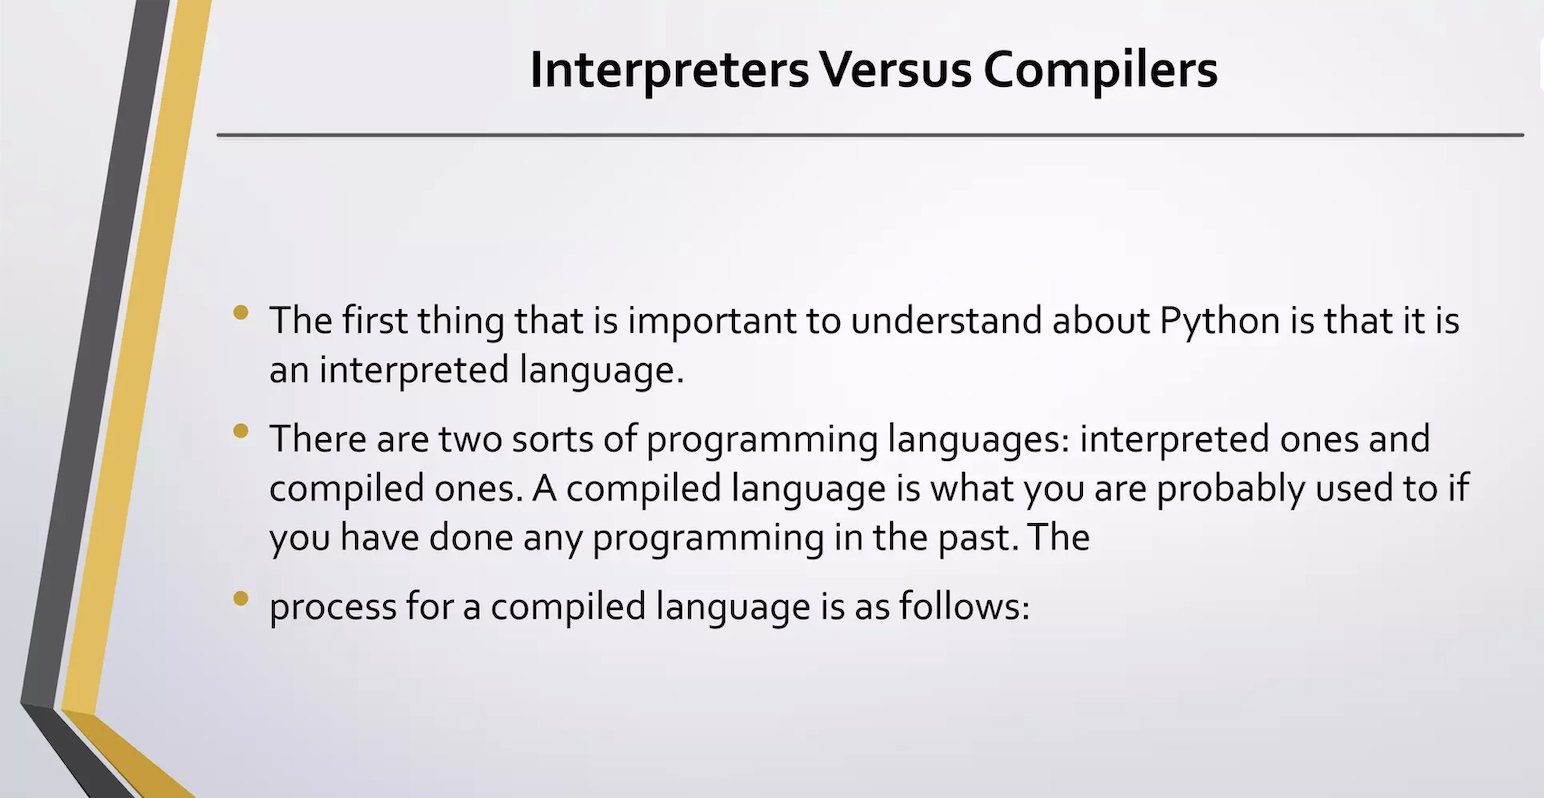 Interpreters Versus Compilers
• The first thing that is important to understand about Python is that it is
an interpreted language.
• There are two sorts of programming languages: interpreted ones and
compiled ones. A compiled language is what you are probably used to if
you have done any programming in the past. The
• process for a compiled language is as follows: